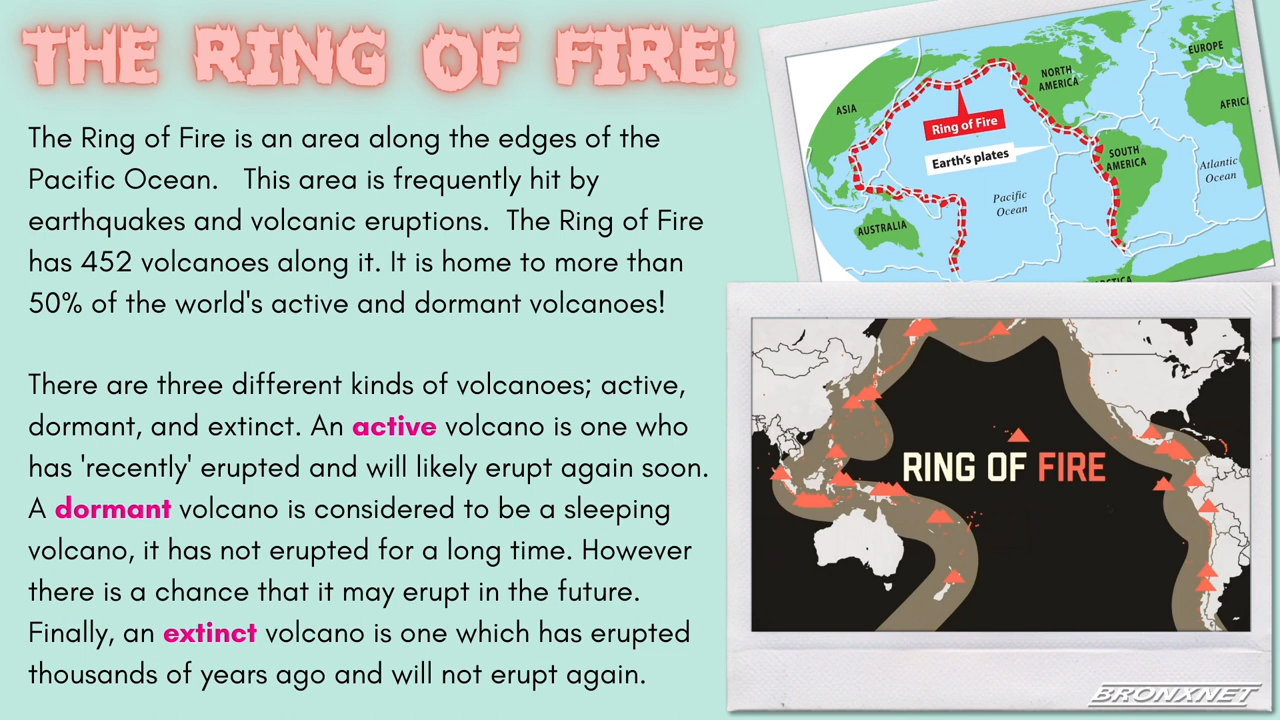 THE RING OF FIRE!
The Ring of Fire is an area along the edges of the
Pacific Ocean. This area is frequently hit by
earthquakes and volcanic eruptions. The Ring of Fire
has 452 volcanoes along it. It is home to more than
50% of the world's active and dormant volcanoes!
There are three different kinds of volcanoes; active,
dormant, and extinct. An active volcano is one who
has 'recently' erupted and will likely erupt again soon.
A dormant volcano is considered to be a sleeping
volcano, it has not erupted for a long time. However
there is a chance that it may erupt in the future.
Finally, an extinct volcano is one which has erupted
thousands of years ago and will not erupt again.
EUROPE
NORTH
AMERICA
ASIA
AFRICA
Ring of Fire
Earth's plates
SOUTH
AMERICA
Atlantic
Ocean
Pacific
Ocean
AUSTRALIA
RING OF FIRE
BRONXNET